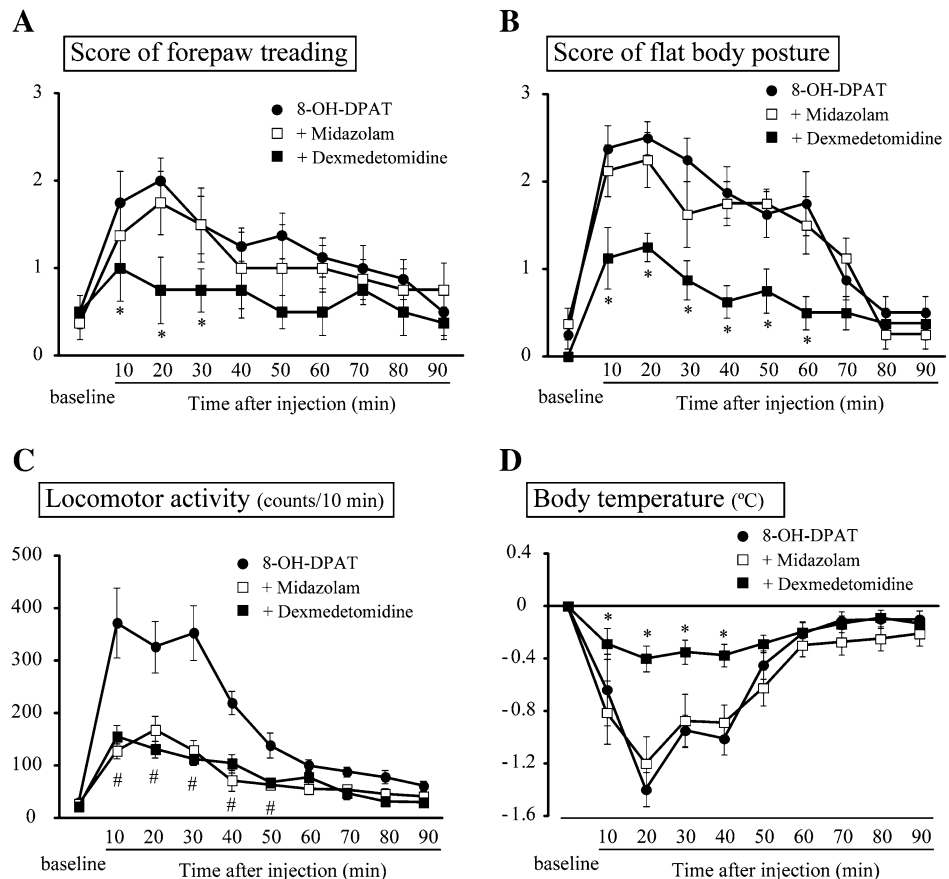 A
Score of forepaw treading
8-OH-DPAT
+ Midazolam
+ Dexmedetomidine
3
2
1
0
* * *
10 20 30 40 50 60 70 80 90
baseline
Time after injection (min)
B
Score of flat body posture
8-OH-DPAT
+ Midazolam
+ Dexmedetomidine
3
2
1
0
* * * * * *
10 20 30 40 50 60 70 80 90
baseline
Time after injection (min)
C
Locomotor activity (counts/10 min)
8-OH-DPAT
+ Midazolam
+ Dexmedetomidine
500
400
300
200
100
0
# # # # #
10 20 30 40 50 60 70 80 90
baseline
Time after injection (min)
D
Body temperature (ºC)
8-OH-DPAT
+ Midazolam
+ Dexmedetomidine
0.4
0
-0.4
-0.8
-1.2
-1.6
* * * *
10 20 30 40 50 60 70 80 90
baseline
Time after injection (min)